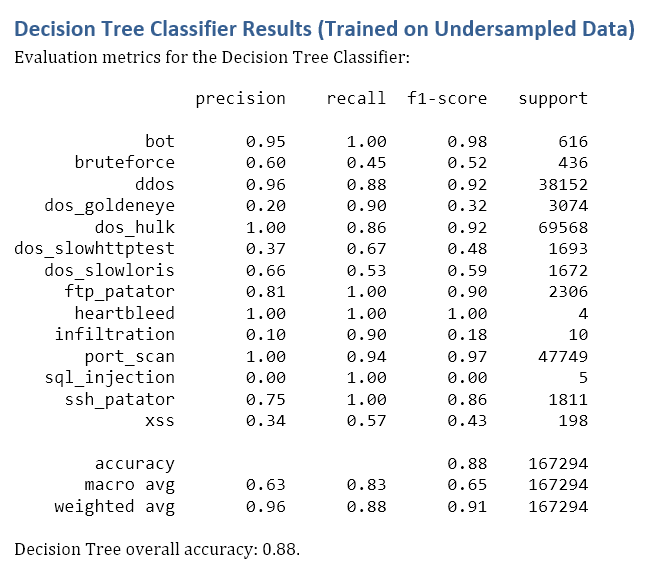 Decision Tree Classifier Results (Trained on Undersampled Data)
Evaluation metrics for the Decision Tree Classifier:
precision recall f1-score support
bot 0.95 1.00 0.98 616
bruteforce 0.60 0.45 0.52 436
ddos 0.96 0.88 0.92 38152
dos_goldeneye 0.20 0.90 0.32 3074
dos_hulk 1.00 0.86 0.92 69568
dos_slowhttptest 0.37 0.67 0.48 1693
dos_slowloris 0.66 0.53 0.59 1672
ftp_patator 0.81 1.00 0.90 2306
heartbleed 1.00 1.00 1.00 4
infiltration 0.10 0.90 0.18 10
port_scan 1.00 0.94 0.97 47749
sql_injection 0.00 1.00 0.00 5
ssh_patator 0.75 1.00 0.86 1811
xss 0.34 0.57 0.43 198
accuracy 0.88 167294
macro avg 0.63 0.83 0.65 167294
weighted avg 0.96 0.88 0.91 167294
Decision Tree overall accuracy: 0.88.